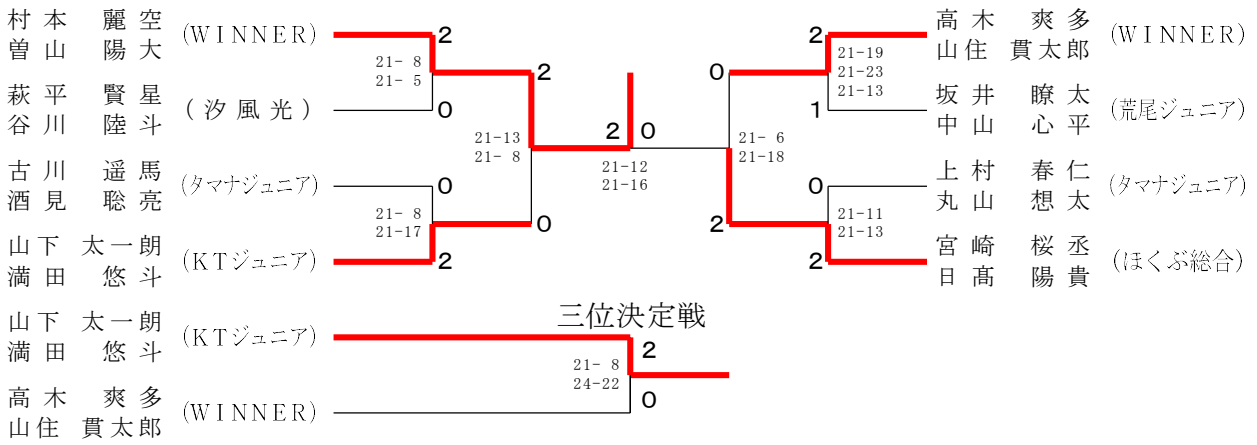 村本 麗空
曽山 陽大
(WINNER)
2
21- 8
21- 5
萩平 賢星
谷川 陸斗
(汐風光)
0
2
21-13
21- 8
古川 遥馬
酒見 聡亮
(タマナジュニア)
0
21- 8
21-17
0
山下 太一朗
満田 悠斗
(KTジュニア)
2
2 0
21-12
21-16
高木 爽多
山住 貫太郎
(WINNER)
2
21-19
21-23
21-13
0
坂井 瞭太
中山 心平
(荒尾ジュニア)
1
21- 6
21-18
上村 春仁
丸山 想太
(タマナジュニア)
0
21-11
21-13
2
宮崎 桜丞
日髙 陽貴
(ほくぶ総合)
2
三位決定戦
山下 太一朗
満田 悠斗
(KTジュニア)
2
21- 8
24-22
高木 爽多
山住 貫太郎
(WINNER)
0